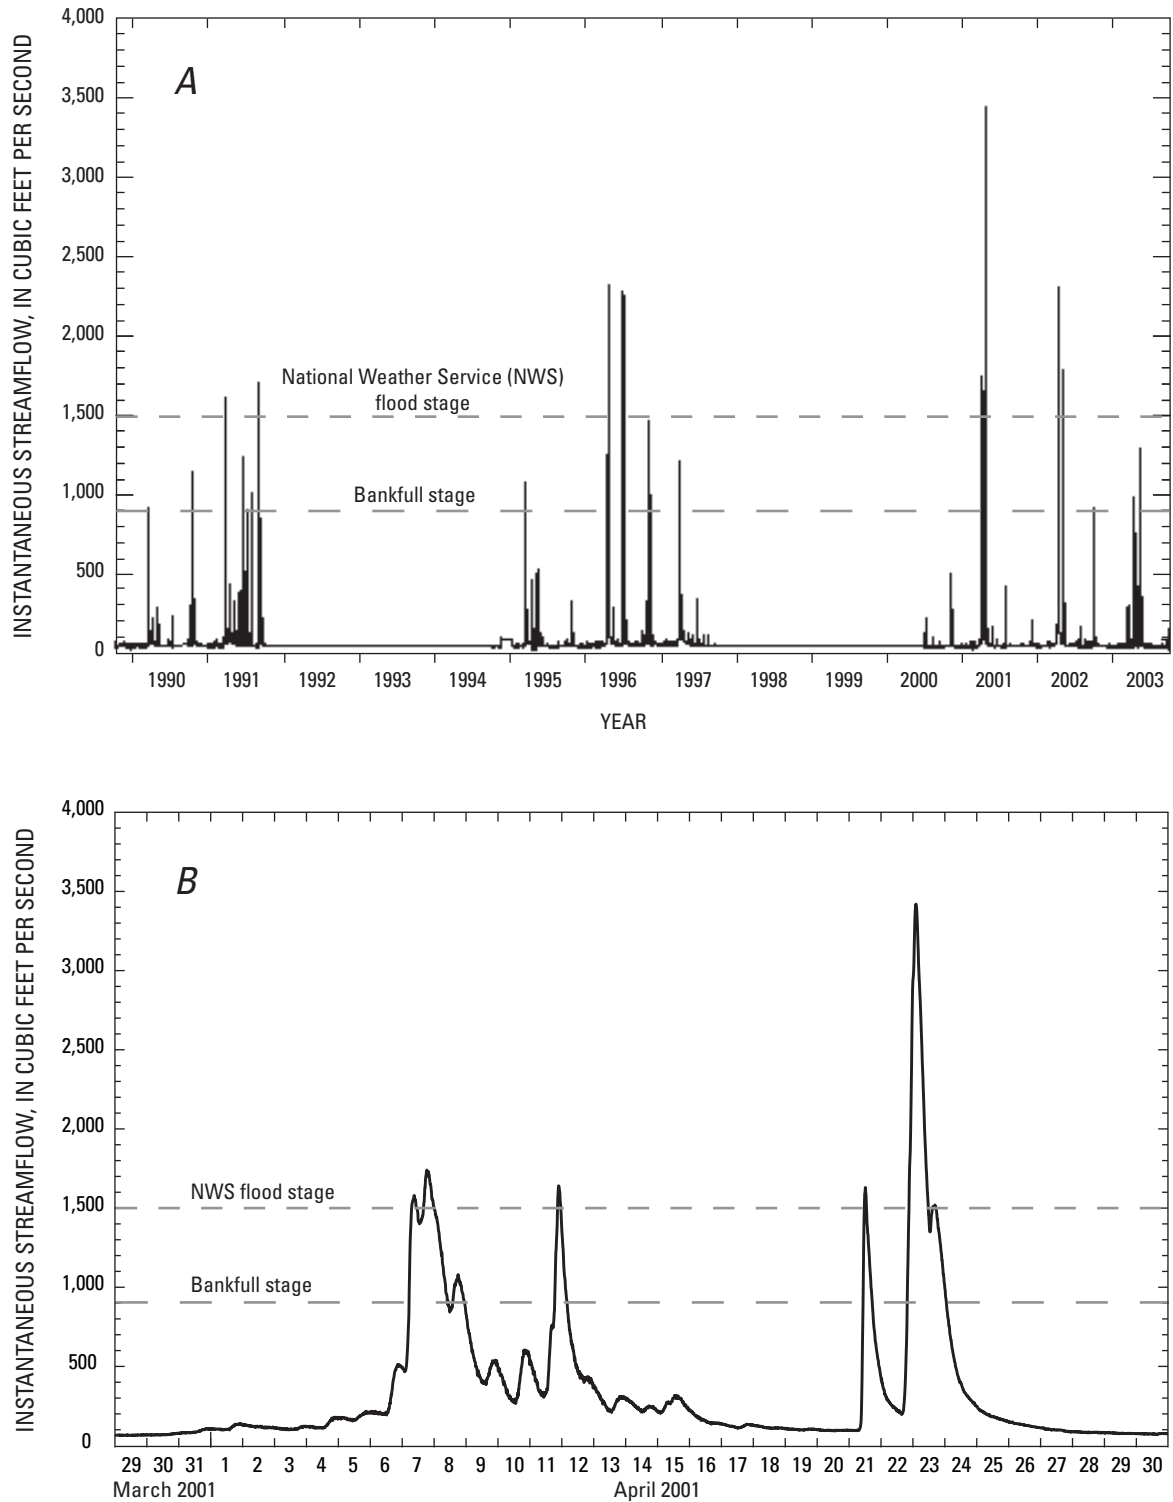 A
INSTANTANEOUS STREAMFLOW, IN CUBIC FEET PER SECOND
4,000
3,500
3,000
2,500
2,000
1,500
1,000
500
0
National Weather Service (NWS)
flood stage
Bankfull stage
1990 1991 1992 1993 1994 1995 1996 1997 1998 1999 2000 2001 2002 2003
YEAR
B
INSTANTANEOUS STREAMFLOW, IN CUBIC FEET PER SECOND
4,000
3,500
3,000
2,500
2,000
1,500
1,000
500
0
NWS flood stage
Bankfull stage
29 30 31 1 2 3 4 5 6 7 8 9 10 11 12 13 14 15 16 17 18 19 20 21 22 23 24 25 26 27 28 29 30
March 2001 April 2001